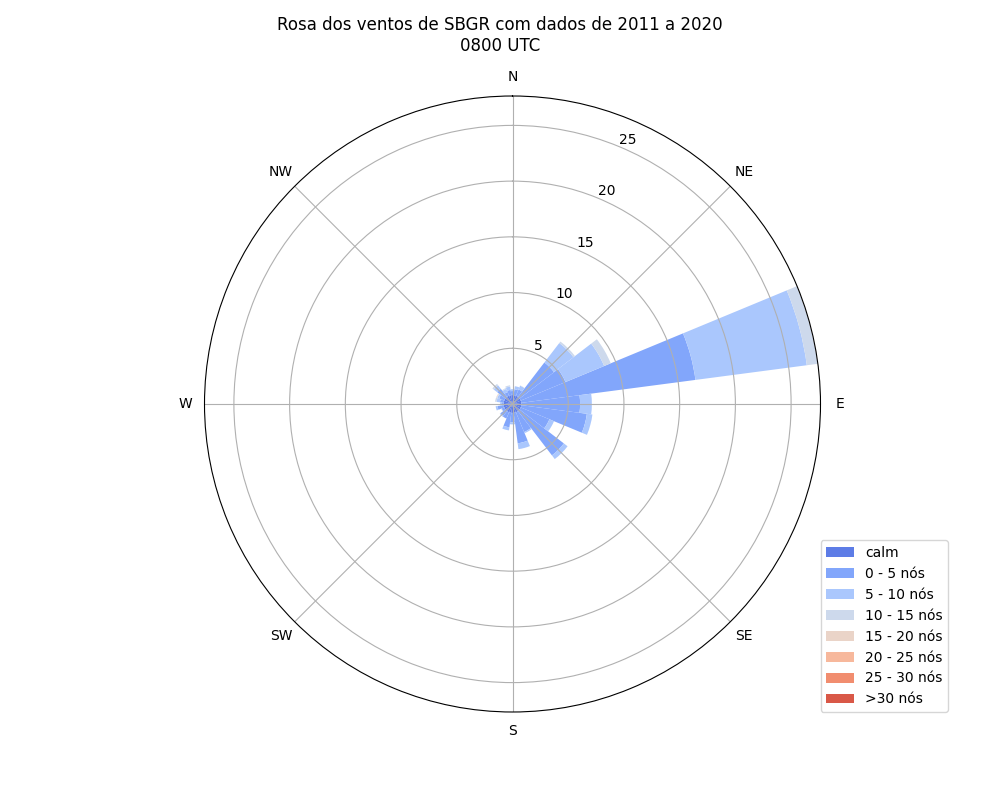 Rosa dos ventos de SBGR com dados de 2011 a 2020
0800 UTC
N
NW
NE
25
20
15
10
5
W
E
SW
SE
S
calm
0 - 5 nós
5 - 10 nós
10 - 15 nós
15 - 20 nós
20 - 25 nós
25 - 30 nós
>30 nós